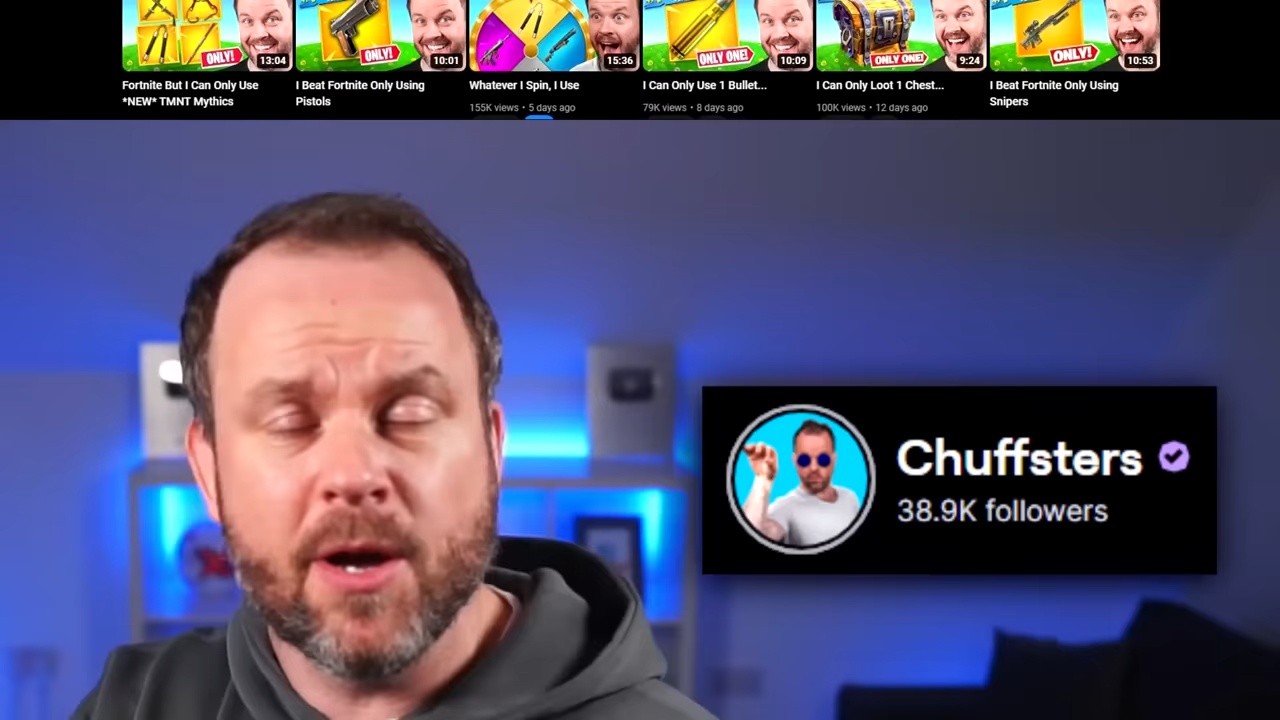 ONLY!
ONLY!
ONLY ONE!
ONLY ONE!
ONLY!
13:04
10:01
15:36
10:09
9:24
10:53
Fortnite But I Can Only Use
*NEW* TMNT Mythics
I Beat Fortnite Only Using
Pistols
Whatever I Spin, I Use
155K views • 5 days ago
I Can Only Use 1 Bullet...
79K views • 8 days ago
I Can Only Loot 1 Chest...
100K views • 12 days ago
I Beat Fortnite Only Using
Snipers
Chuffsters
38.9K followers